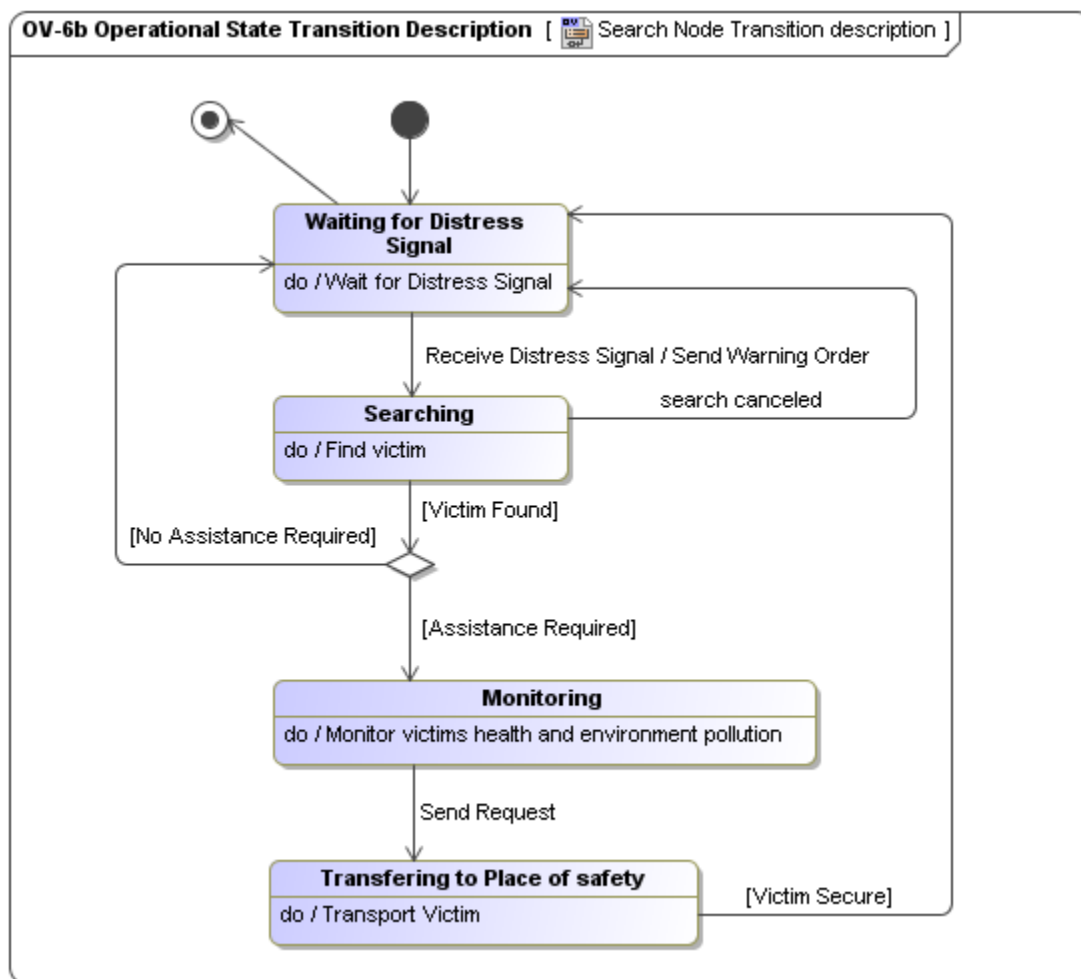 OV-6b Operational State Transition Description [ Search Node Transition description ]
Waiting for Distress
Signal
do / Wait for Distress Signal
Receive Distress Signal / Send Warning Order
search canceled
Searching
do / Find victim
[Victim Found]
[No Assistance Required]
[Assistance Required]
Monitoring
do / Monitor victims health and environment pollution
Send Request
Transfering to Place of safety
[Victim Secure]
do / Transport Victim